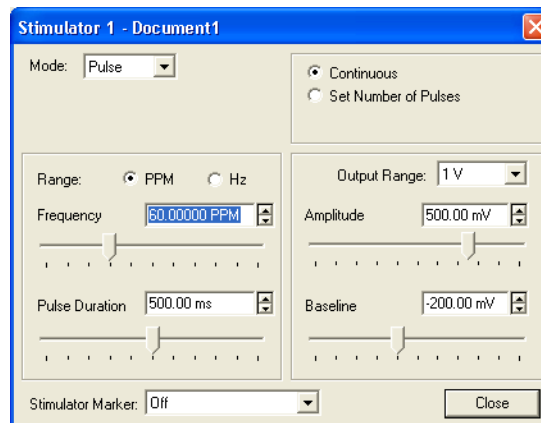 Stimulator 1 - Document1
Mode: Pulse
Continuous
Set Number of Pulses
Range: PPM Hz
Frequency 60.00000 PPM
Pulse Duration 500.00 ms
Output Range: 1 V
Amplitude 500.00 mV
Baseline -200.00 mV
Stimulator Marker: Off
Close